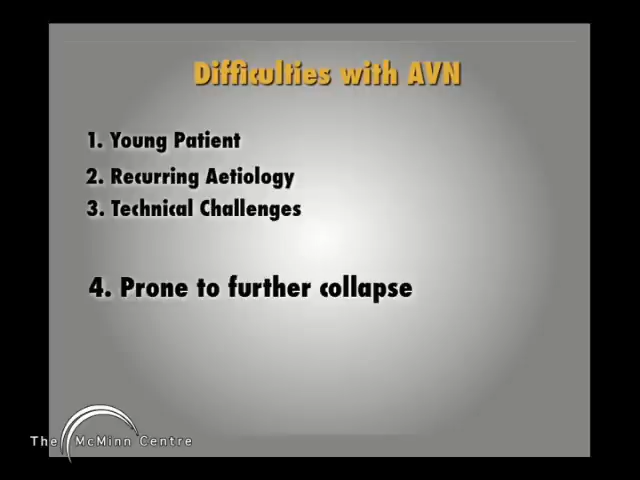 Difficulties with AVN
1. Young Patient
2. Recurring Aetiology
3. Technical Challenges
4. Prone to further collapse
The McMinn Centre